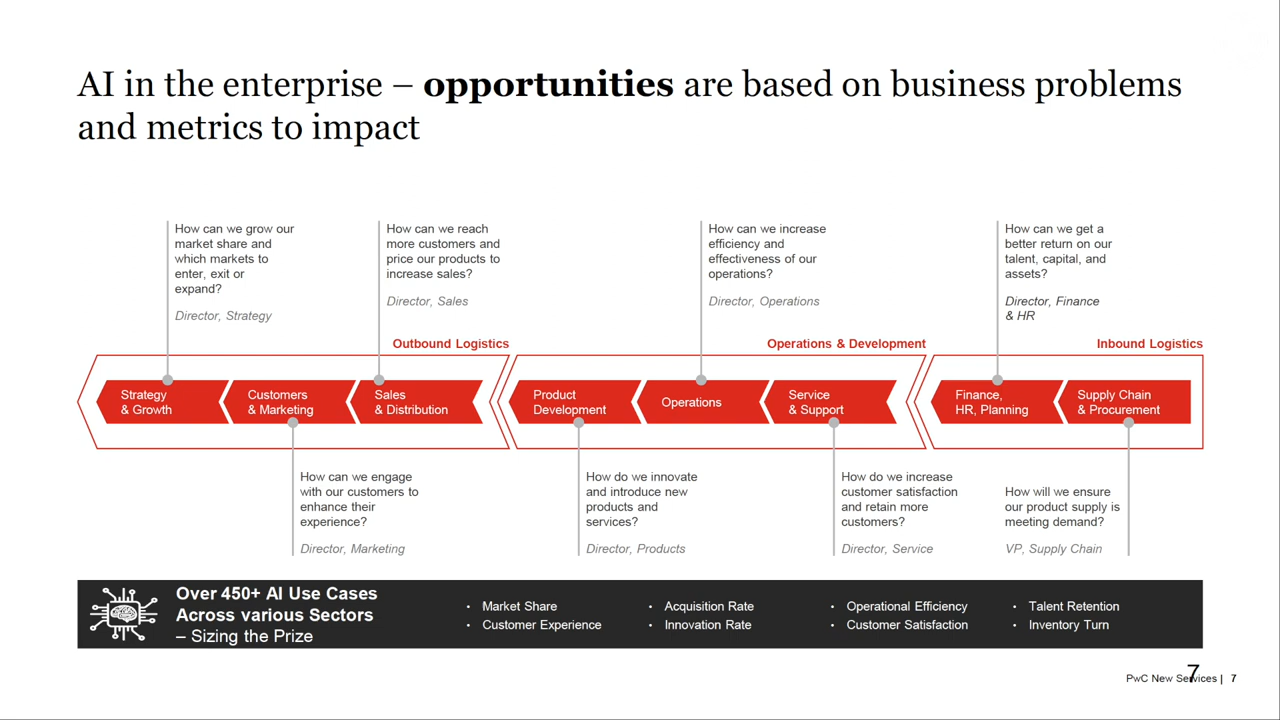 AI in the enterprise – opportunities are based on business problems
and metrics to impact
How can we grow our
market share and
which markets to
enter, exit or
expand?
Director, Strategy
How can we reach
more customers and
price our products to
increase sales?
Director, Sales
How can we increase
efficiency and
effectiveness of our
operations?
Director, Operations
How can we get a
better return on our
talent, capital, and
assets?
Director, Finance
& HR
Outbound Logistics
Operations & Development
Inbound Logistics
Strategy
& Growth
Customers
& Marketing
Sales
& Distribution
Product
Development
Operations
Service
& Support
Finance,
HR, Planning
Supply Chain
& Procurement
How can we engage
with our customers to
enhance their
experience?
Director, Marketing
How do we innovate
and introduce new
products and
services?
Director, Products
How do we increase
customer satisfaction
and retain more
customers?
Director, Service
How will we ensure
our product supply is
meeting demand?
VP, Supply Chain
Over 450+ AI Use Cases
Across various Sectors
– Sizing the Prize
• Market Share
• Customer Experience
• Acquisition Rate
• Innovation Rate
• Operational Efficiency
• Customer Satisfaction
• Talent Retention
• Inventory Turn
PwC New Services | 7
7